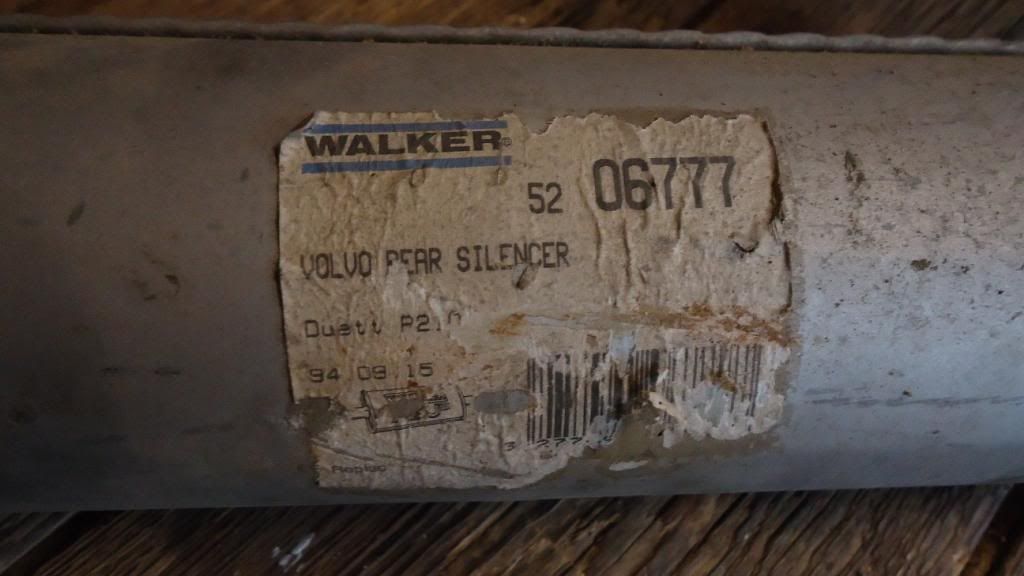 WALKER
52 06777
VOLVO REAR SILENCER
Duett P210
94 09 15